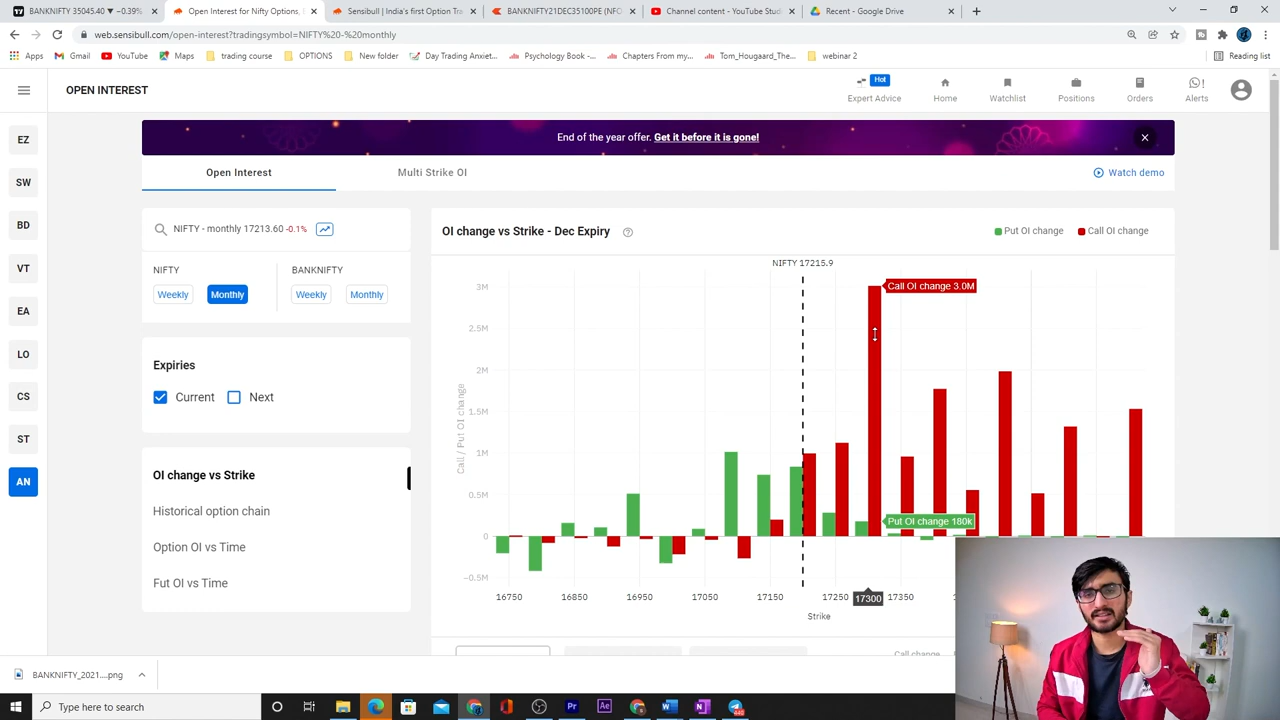 BANKNIFTY 35045.40 ▼ −0.39%
Open Interest for Nifty Options,
Sensibull | India's first Option Tra
BANKNIFTY21DEC35100PE (NFO
Channel content - YouTube Studi
Recent - Google Drive
web.sensibull.com/open-interest?tradingsymbol=NIFTY%20-%20monthly
Apps
Gmail
YouTube
Maps
trading course
OPTIONS
New folder
Day Trading Anxiet...
Psychology Book -...
Chapters From my...
Tom_Hougaard_The...
webinar 2
Reading list
OPEN INTEREST
Hot
Expert Advice
Home
Watchlist
Positions
Orders
Alerts
End of the year offer. Get it before it is gone!
EZ
SW
BD
VT
EA
LO
CS
ST
AN
Open Interest
Multi Strike OI
Watch demo
NIFTY - monthly 17213.60 -0.1%
NIFTY
BANKNIFTY
Weekly
Monthly
Weekly
Monthly
Expiries
Current
Next
OI change vs Strike
Historical option chain
Option OI vs Time
Fut OI vs Time
OI change vs Strike - Dec Expiry
Put OI change
Call OI change
NIFTY 17215.9
Call OI change 3.0M
Put OI change 180k
Call / Put OI change
3M
2.5M
2M
1.5M
1M
0.5M
0
−0.5M
16750
16850
16950
17050
17150
17250
17300
17350
Strike
Call change
BANKNIFTY_2021....png
Type here to search